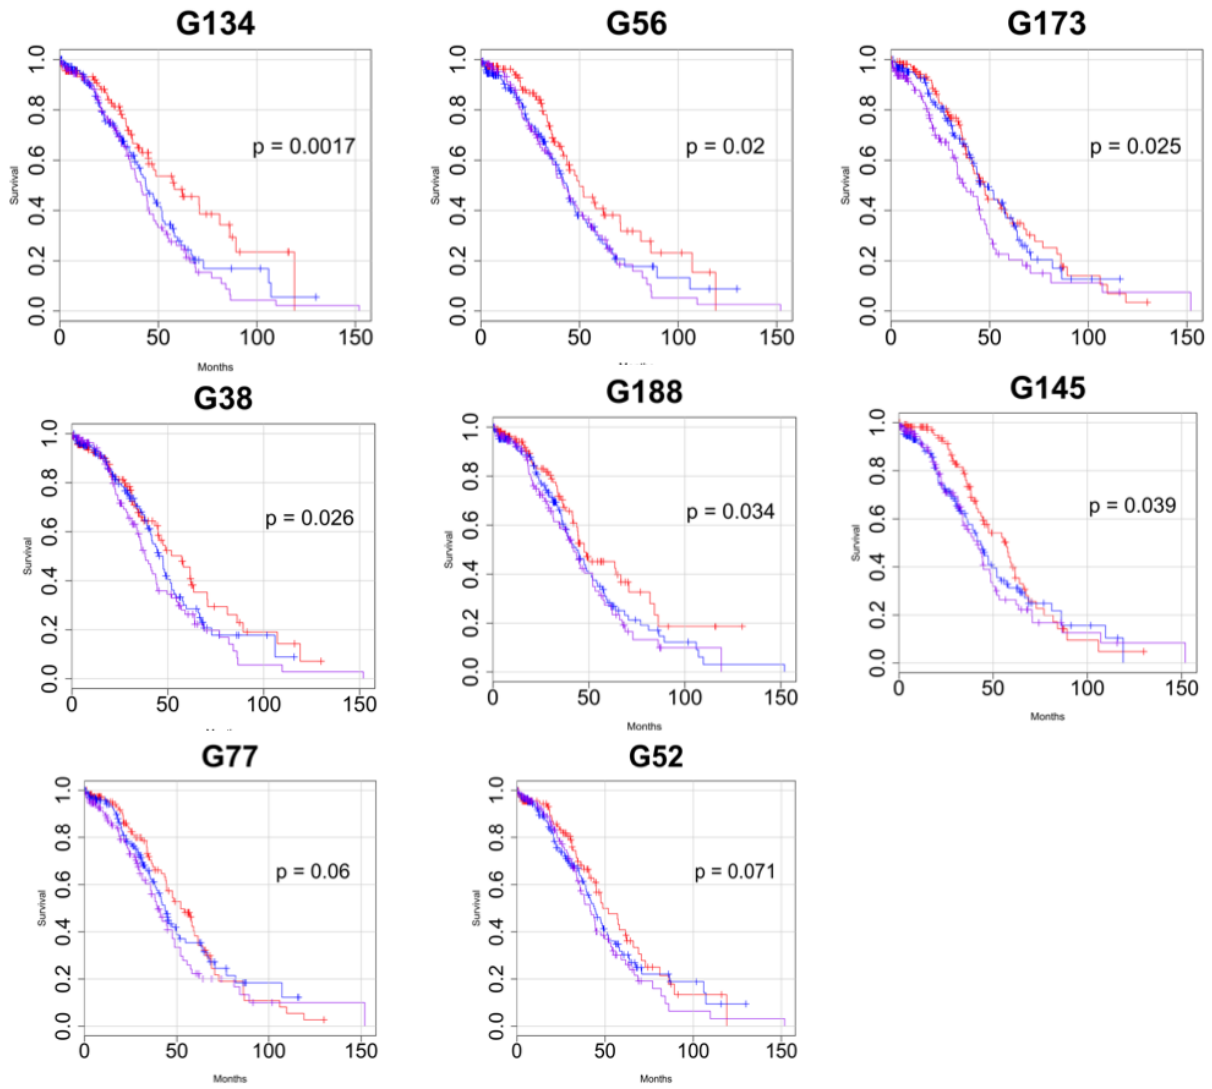 G134
G56
G173
1.0
0.8
0.6
0.4
0.2
0.0
Survival
p = 0.0017
0
50
100
150
Months
1.0
0.8
0.6
0.4
0.2
0.0
Survival
p = 0.02
0
50
100
150
1.0
0.8
0.6
0.4
0.2
0.0
Survival
p = 0.025
0
50
100
150
G38
G188
G145
1.0
0.8
0.6
0.4
0.2
0.0
Survival
p = 0.026
0
50
100
150
1.0
0.8
0.6
0.4
0.2
0.0
Survival
p = 0.034
0
50
100
150
Months
1.0
0.8
0.6
0.4
0.2
0.0
Survival
p = 0.039
0
50
100
150
Months
G77
G52
1.0
0.8
0.6
0.4
0.2
0.0
Survival
p = 0.06
0
50
100
150
Months
1.0
0.8
0.6
0.4
0.2
0.0
Survival
p = 0.071
0
50
100
150
Months